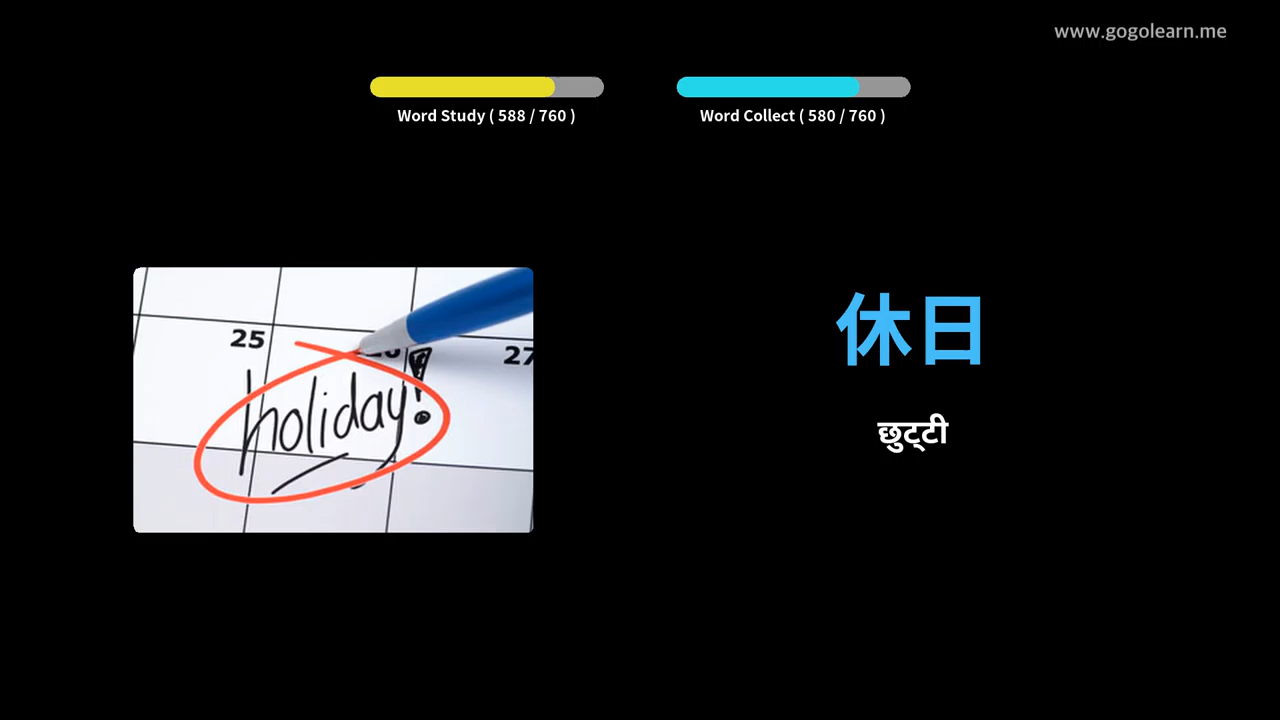 www.gogolearn.me
Word Study ( 588 / 760 )
Word Collect ( 580 / 760 )
25
27
holiday!
休日
छुट्टी